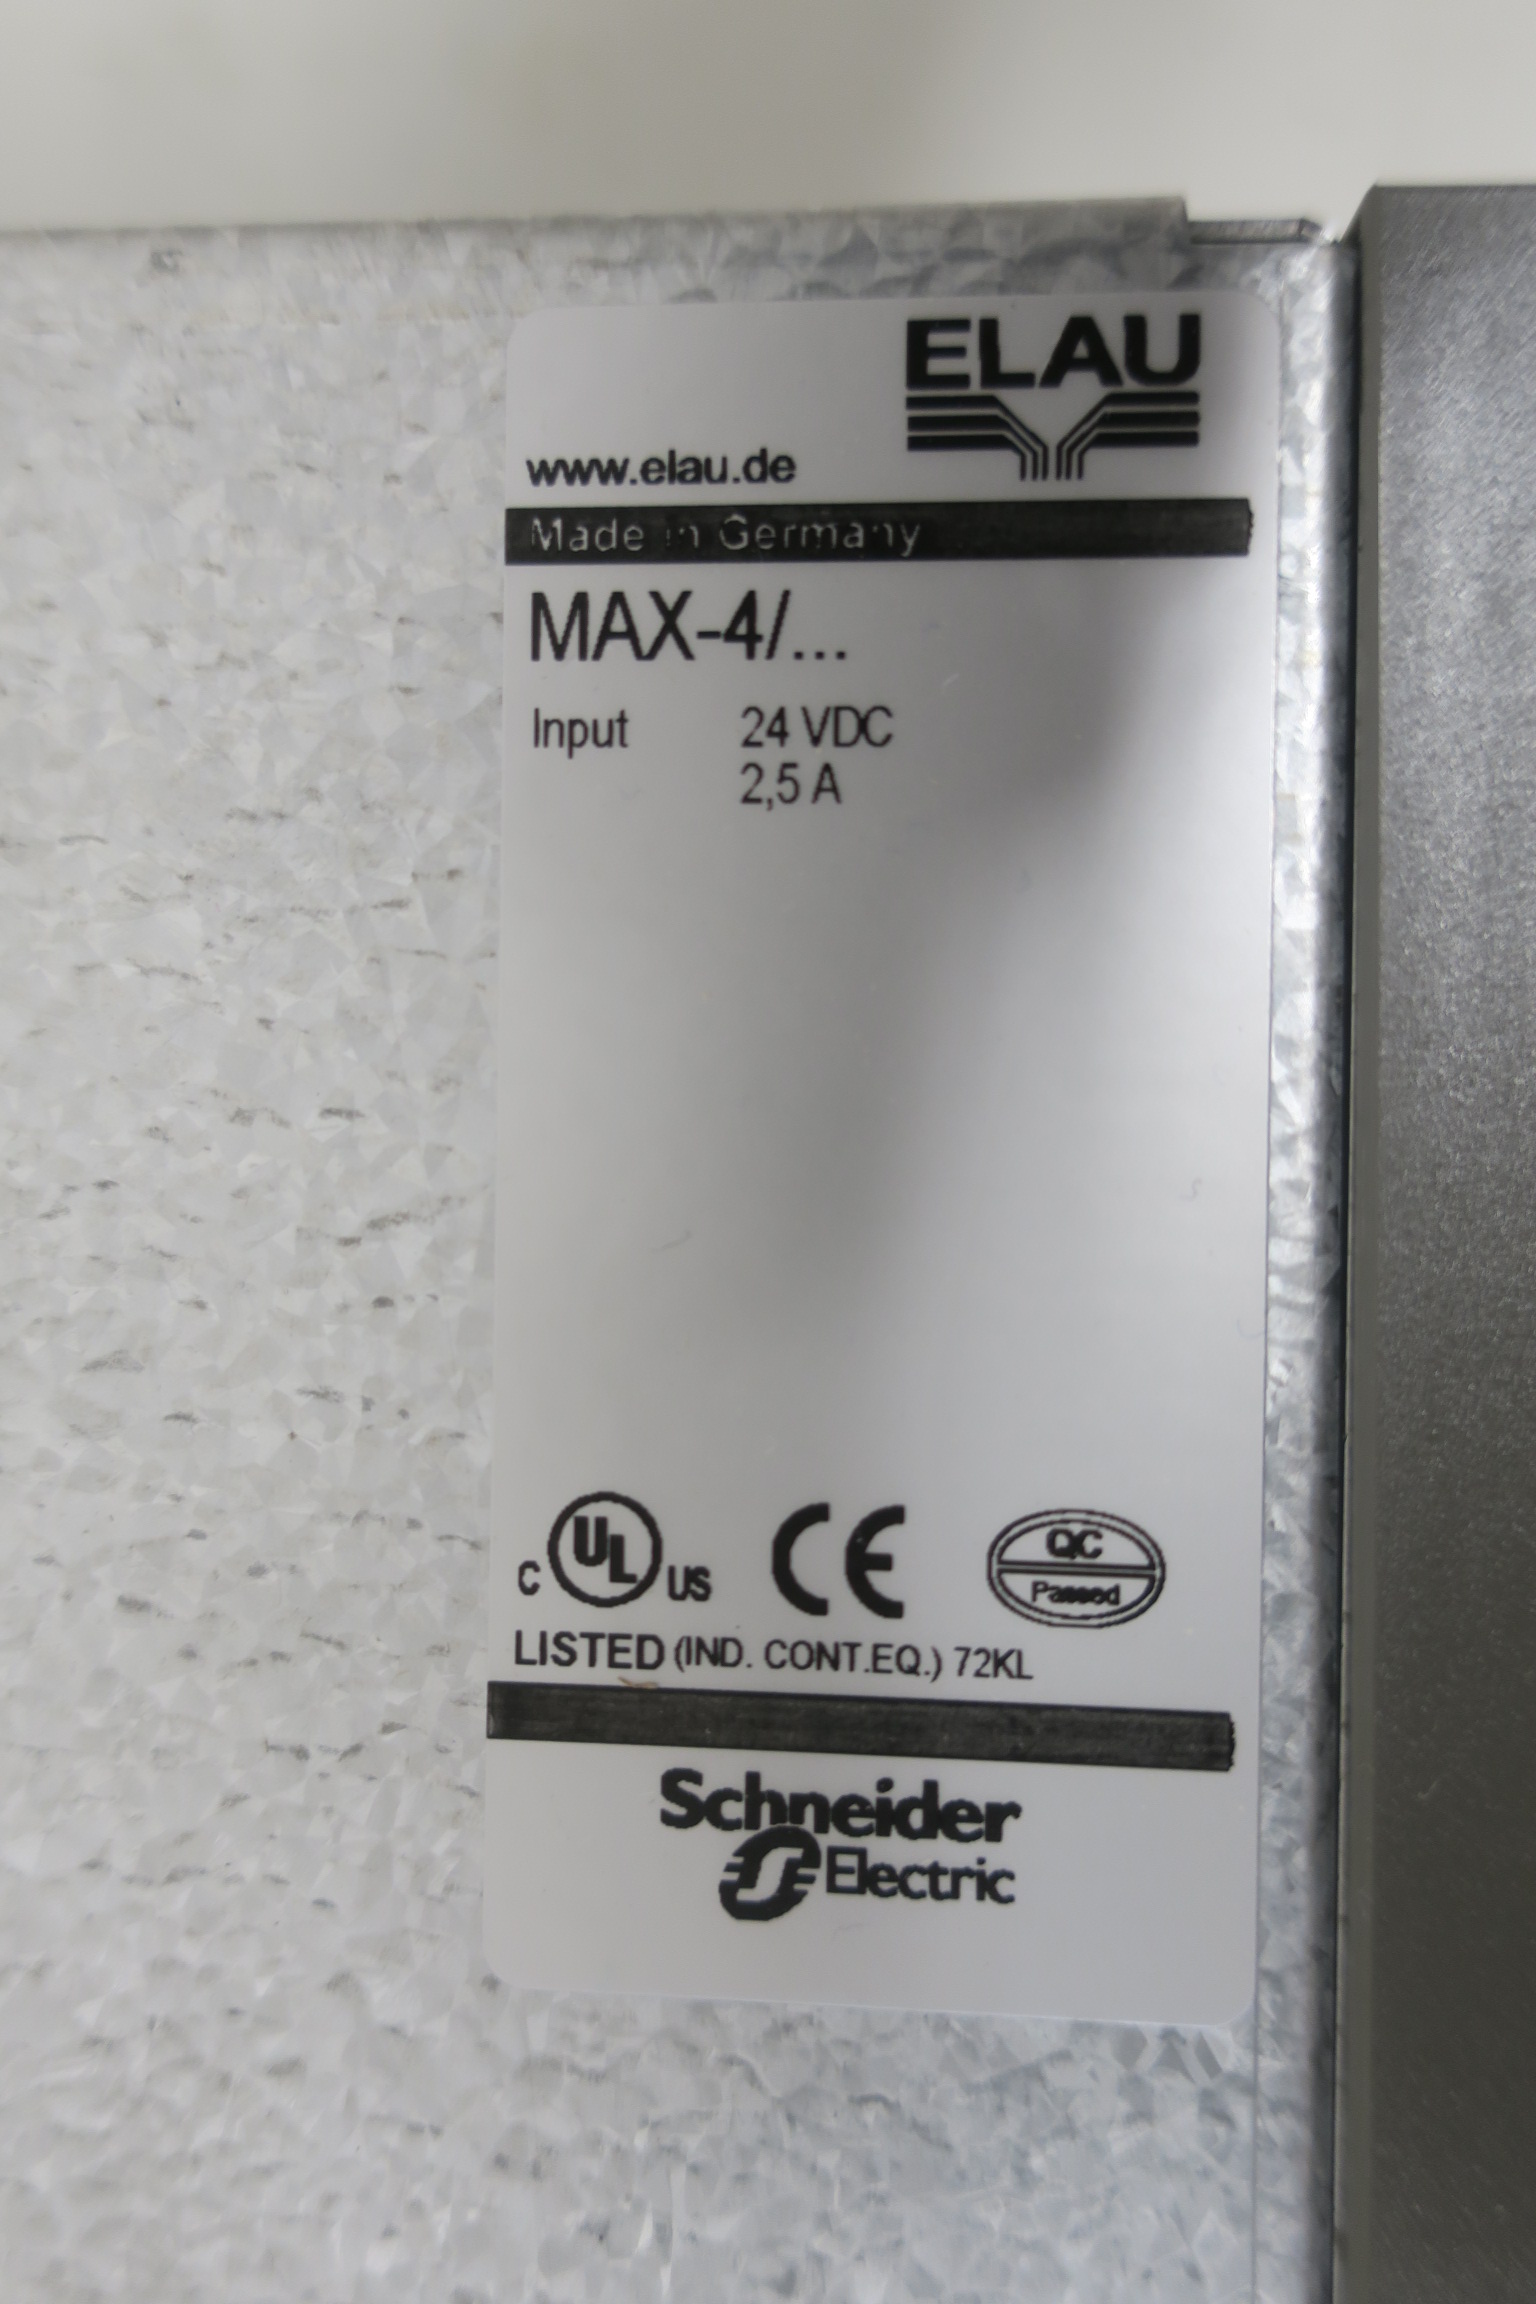 ELAU
www.elau.de
Made in Germany
MAX-4/...
Input 24 VDC
2,5 A
C UL US CE QC Passed
LISTED (IND. CONT.EQ.) 72KL
Schneider
Electric